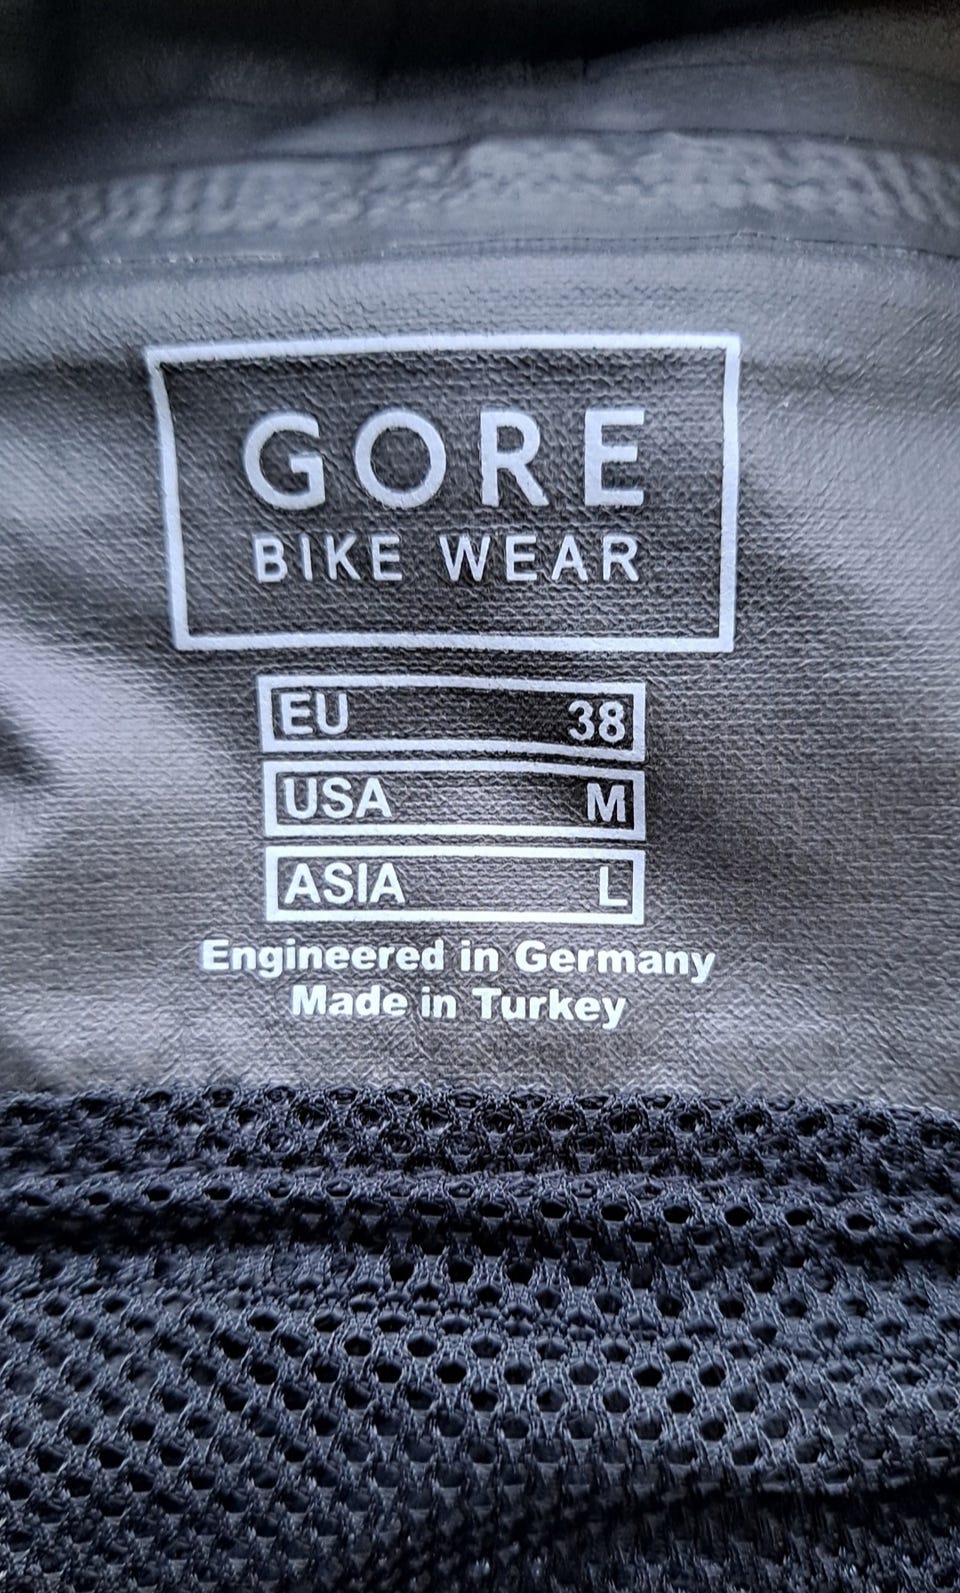 GORE
BIKE WEAR
EU 38
USA M
ASIA L
Engineered in Germany
Made in Turkey